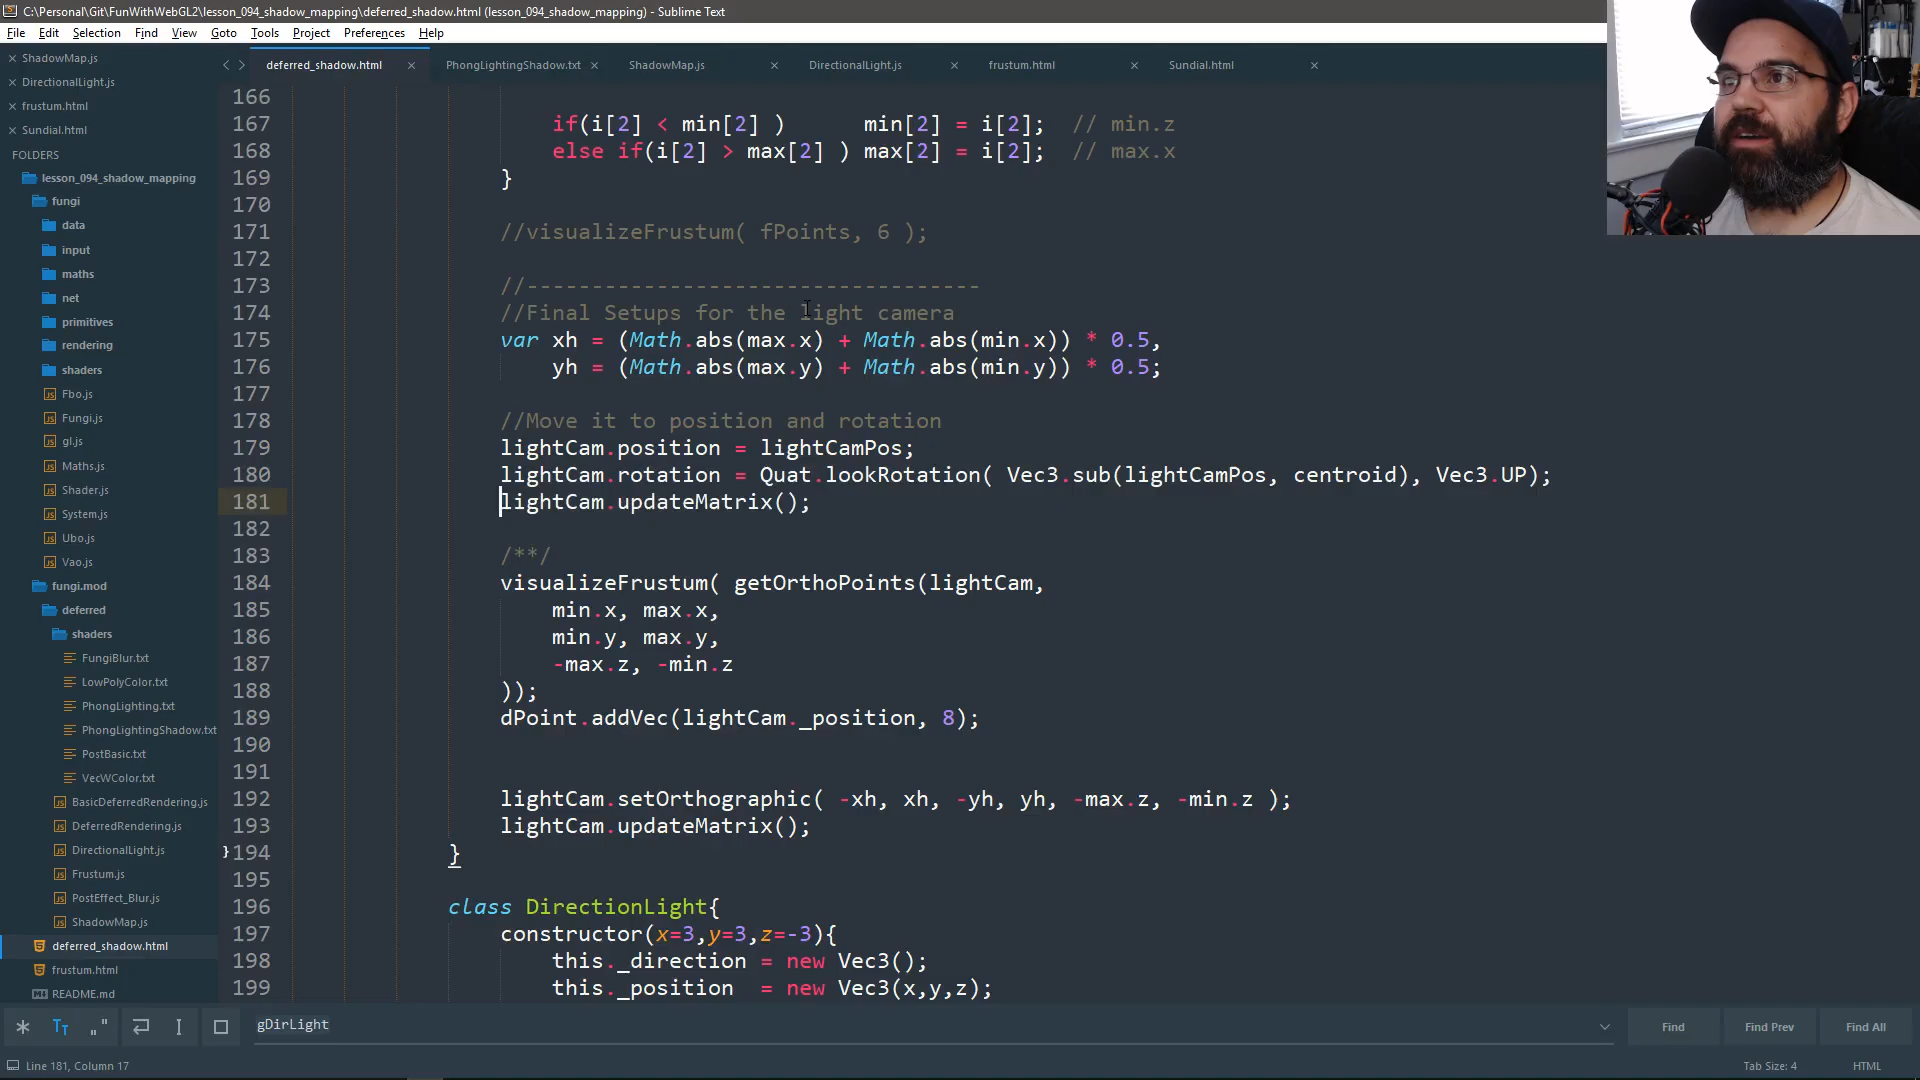 C:\Personal\Git\FunWithWebGL2\lesson_094_shadow_mapping\deferred_shadow.html (lesson_094_shadow_mapping) - Sublime Text
File Edit Selection Find View Goto Tools Project Preferences Help
ShadowMap.js
DirectionalLight.js
frustum.html
Sundial.html
FOLDERS
lesson_094_shadow_mapping
fungi
data
input
maths
net
primitives
rendering
shaders
Fbo.js
Fungi.js
gl.js
Maths.js
Shader.js
System.js
Ubo.js
Vao.js
fungi.mod
deferred
shaders
FungiBlur.txt
LowPolyColor.txt
PhongLighting.txt
PhongLightingShadow.txt
PostBasic.txt
VecWColor.txt
BasicDeferredRendering.js
DeferredRendering.js
DirectionalLight.js
Frustum.js
PostEffect_Blur.js
ShadowMap.js
deferred_shadow.html
frustum.html
README.md
deferred_shadow.html PhongLightingShadow.txt ShadowMap.js DirectionalLight.js frustum.html Sundial.html
166
167 if(i[2] < min[2] ) min[2] = i[2]; // min.z
168 else if(i[2] > max[2] ) max[2] = i[2]; // max.x
169 }
170
171 //visualizeFrustum( fPoints, 6 );
172
173 //-----------------------------------
174 //Final Setups for the light camera
175 var xh = (Math.abs(max.x) + Math.abs(min.x)) * 0.5,
176 yh = (Math.abs(max.y) + Math.abs(min.y)) * 0.5;
177
178 //Move it to position and rotation
179 lightCam.position = lightCamPos;
180 lightCam.rotation = Quat.lookRotation( Vec3.sub(lightCamPos, centroid), Vec3.UP);
181 lightCam.updateMatrix();
182
183 /**/
184 visualizeFrustum( getOrthoPoints(lightCam,
185 min.x, max.x,
186 min.y, max.y,
187 -max.z, -min.z
188 ));
189 dPoint.addVec(lightCam._position, 8);
190
191
192 lightCam.setOrthographic( -xh, xh, -yh, yh, -max.z, -min.z );
193 lightCam.updateMatrix();
194 }
195
196 class DirectionLight{
197 constructor(x=3,y=3,z=-3){
198 this._direction = new Vec3();
199 this._position = new Vec3(x,y,z);
gDirLight
Find Find Prev Find All
Line 181, Column 17
Tab Size: 4 HTML